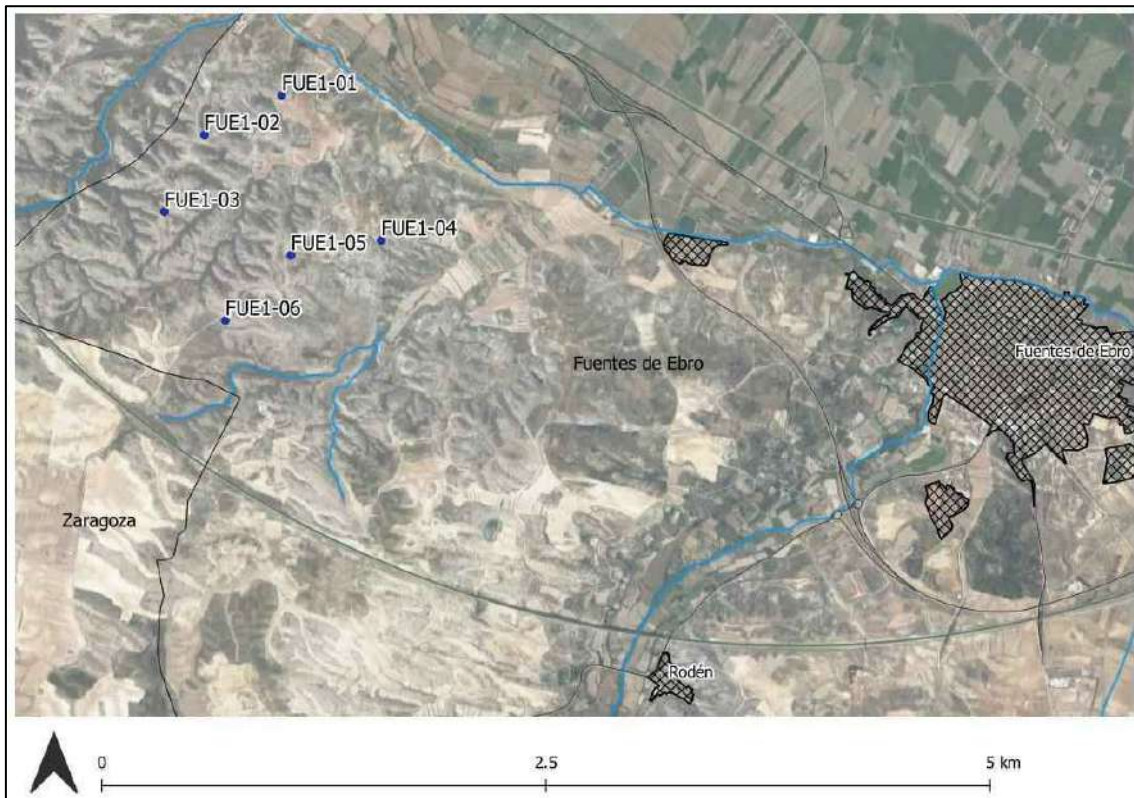 FUE1-01
FUE1-02
FUE1-03
FUE1-04
FUE1-05
FUE1-06
Fuentes de Ebro
Fuentes de Ebro
Zaragoza
Rodén
0 2.5 5 km